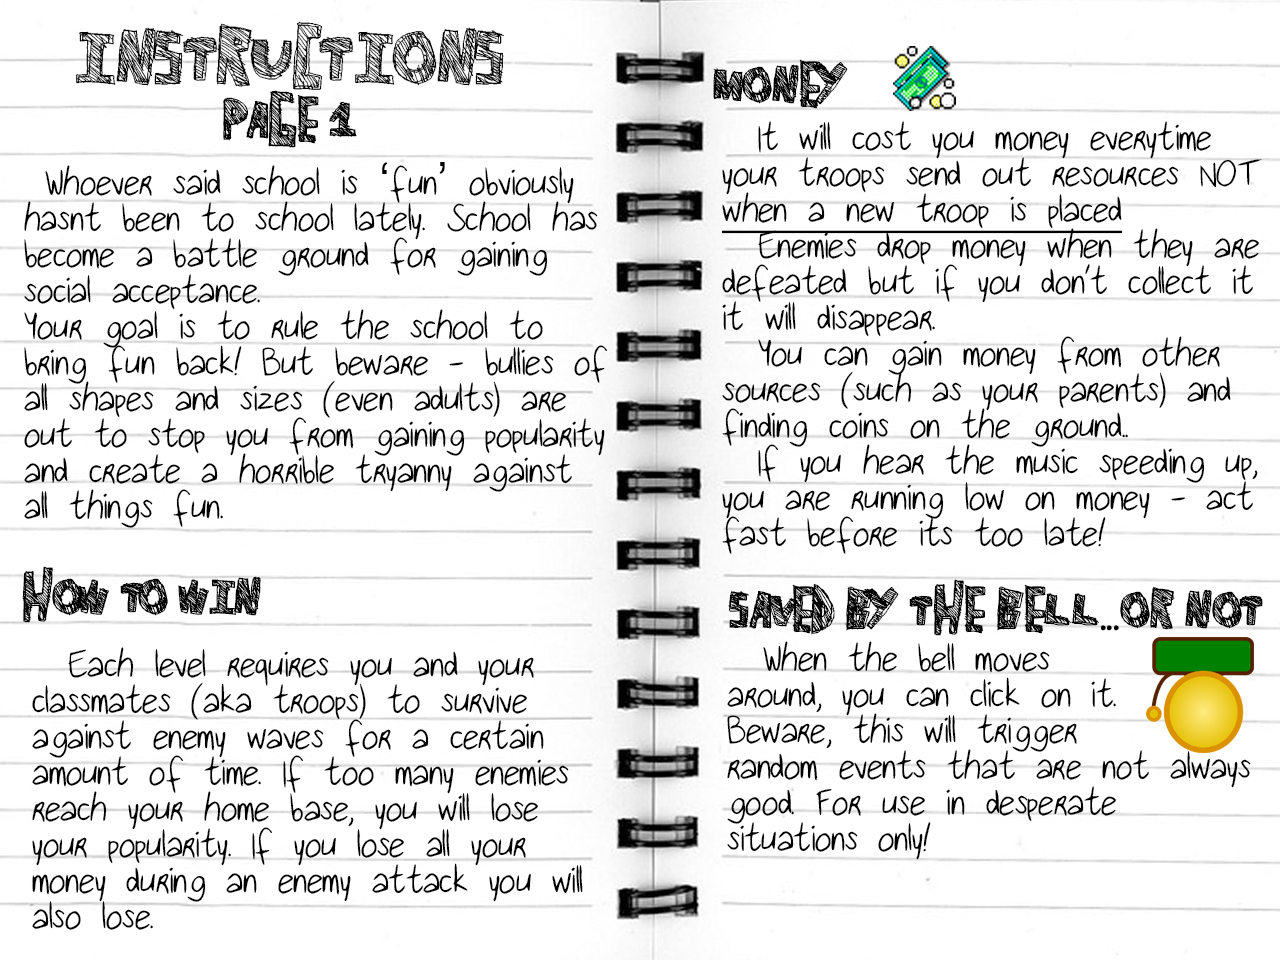 INSTRUCTIONS
PAGE 1
Whoever said school is 'fun' obviously
hasnt been to school lately. School has
become a battle ground for gaining
social acceptance.
Your goal is to rule the school to
bring fun back! But beware - bullies of
all shapes and sizes (even adults) are
out to stop you from gaining popularity
and create a horrible tryanny against
all things fun.
HOW TO WIN
Each level requires you and your
classmates (aka troops) to survive
against enemy waves for a certain
amount of time. If too many enemies
reach your home base, you will lose
your popularity. If you lose all your
money during an enemy attack you will
also lose.
MONEY
It will cost you money everytime
your troops send out resources NOT
when a new troop is placed
Enemies drop money when they are
defeated but if you don't collect it
it will disappear.
You can gain money from other
sources (such as your parents) and
finding coins on the ground..
If you hear the music speeding up,
you are running low on money - act
fast before its too late!
SAVED BY THE BELL...OR NOT
When the bell moves
around, you can click on it.
Beware, this will trigger
random events that are not always
good. For use in desperate
situations only!